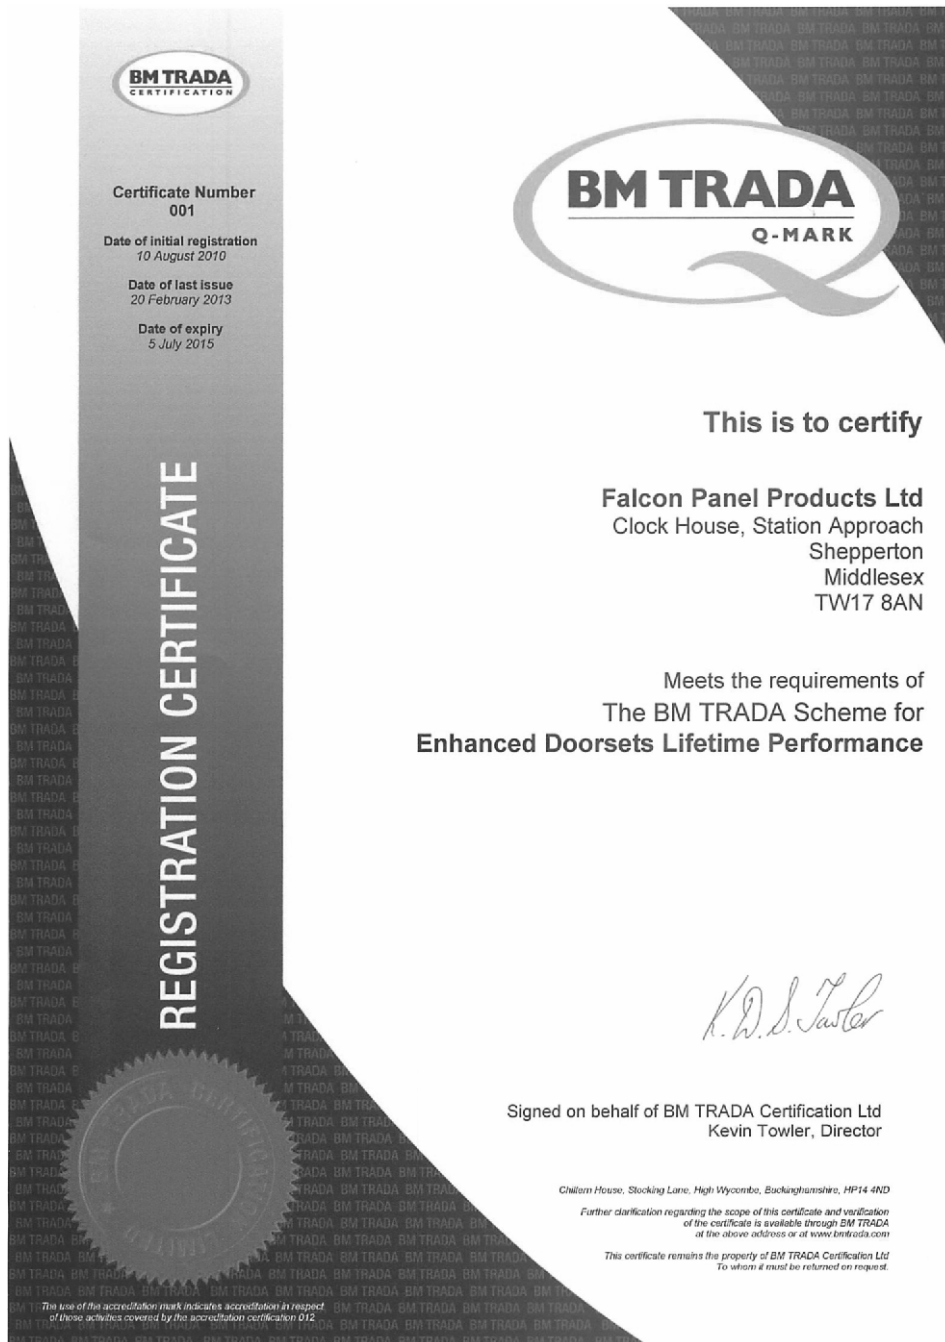 BM TRADA
CERTIFICATION
Certificate Number
001
Date of initial registration
10 August 2010
Date of last issue
20 February 2013
Date of expiry
5 July 2015
REGISTRATION CERTIFICATE
BM TRADA
Q-MARK
This is to certify
Falcon Panel Products Ltd
Clock House, Station Approach
Shepperton
Middlesex
TW17 8AN
Meets the requirements of
The BM TRADA Scheme for
Enhanced Doorsets Lifetime Performance
K. D. S. Towler
Signed on behalf of BM TRADA Certification Ltd
Kevin Towler, Director
Chiltern House, Stocking Lane, High Wycombe, Buckinghamshire, HP14 4ND
Further clarification regarding the scope of this certificate and verification
of the certificate is available through BM TRADA
at the above address or at www.bmtrada.com
This certificate remains the property of BM TRADA Certification Ltd
To whom it must be returned on request.
BM TRADA CERTIFICATION LIMITED
The use of the accreditation mark indicates accreditation in respect
of those activities covered by the accreditation certification 012